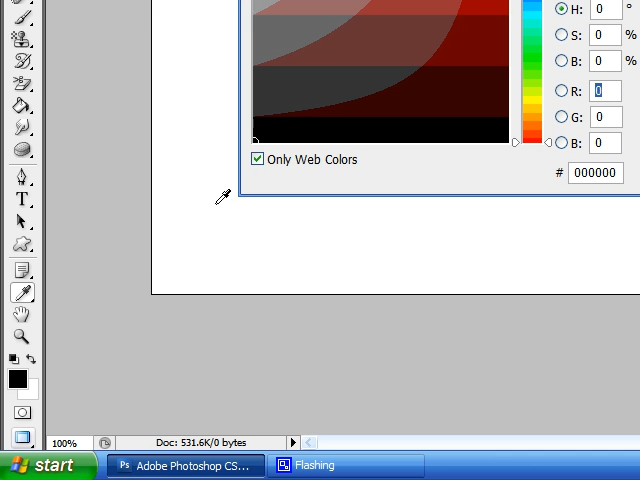 H: 0 °
S: 0 %
B: 0 %
R: 0
G: 0
B: 0
Only Web Colors
# 000000
T
100%
Doc: 531.6K/0 bytes
start
Ps Adobe Photoshop CS...
Flashing